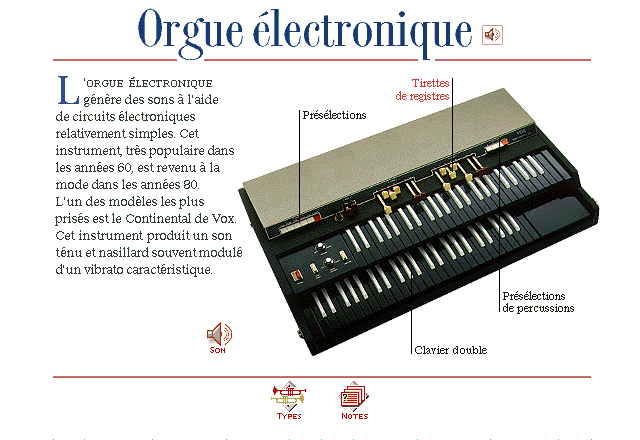 Orgue électronique
L'ORGUE ÉLECTRONIQUE
génère des sons à l'aide
de circuits électroniques
relativement simples. Cet
instrument, très populaire dans
les années 60, est revenu à la
mode dans les années 80.
L'un des modèles les plus
prisés est le Continental de Vox.
Cet instrument produit un son
ténu et nasillard souvent modulé
d'un vibrato caractéristique.
Présélections
Tirettes
de registres
Présélections
de percussions
Clavier double
SON
TYPES
NOTES